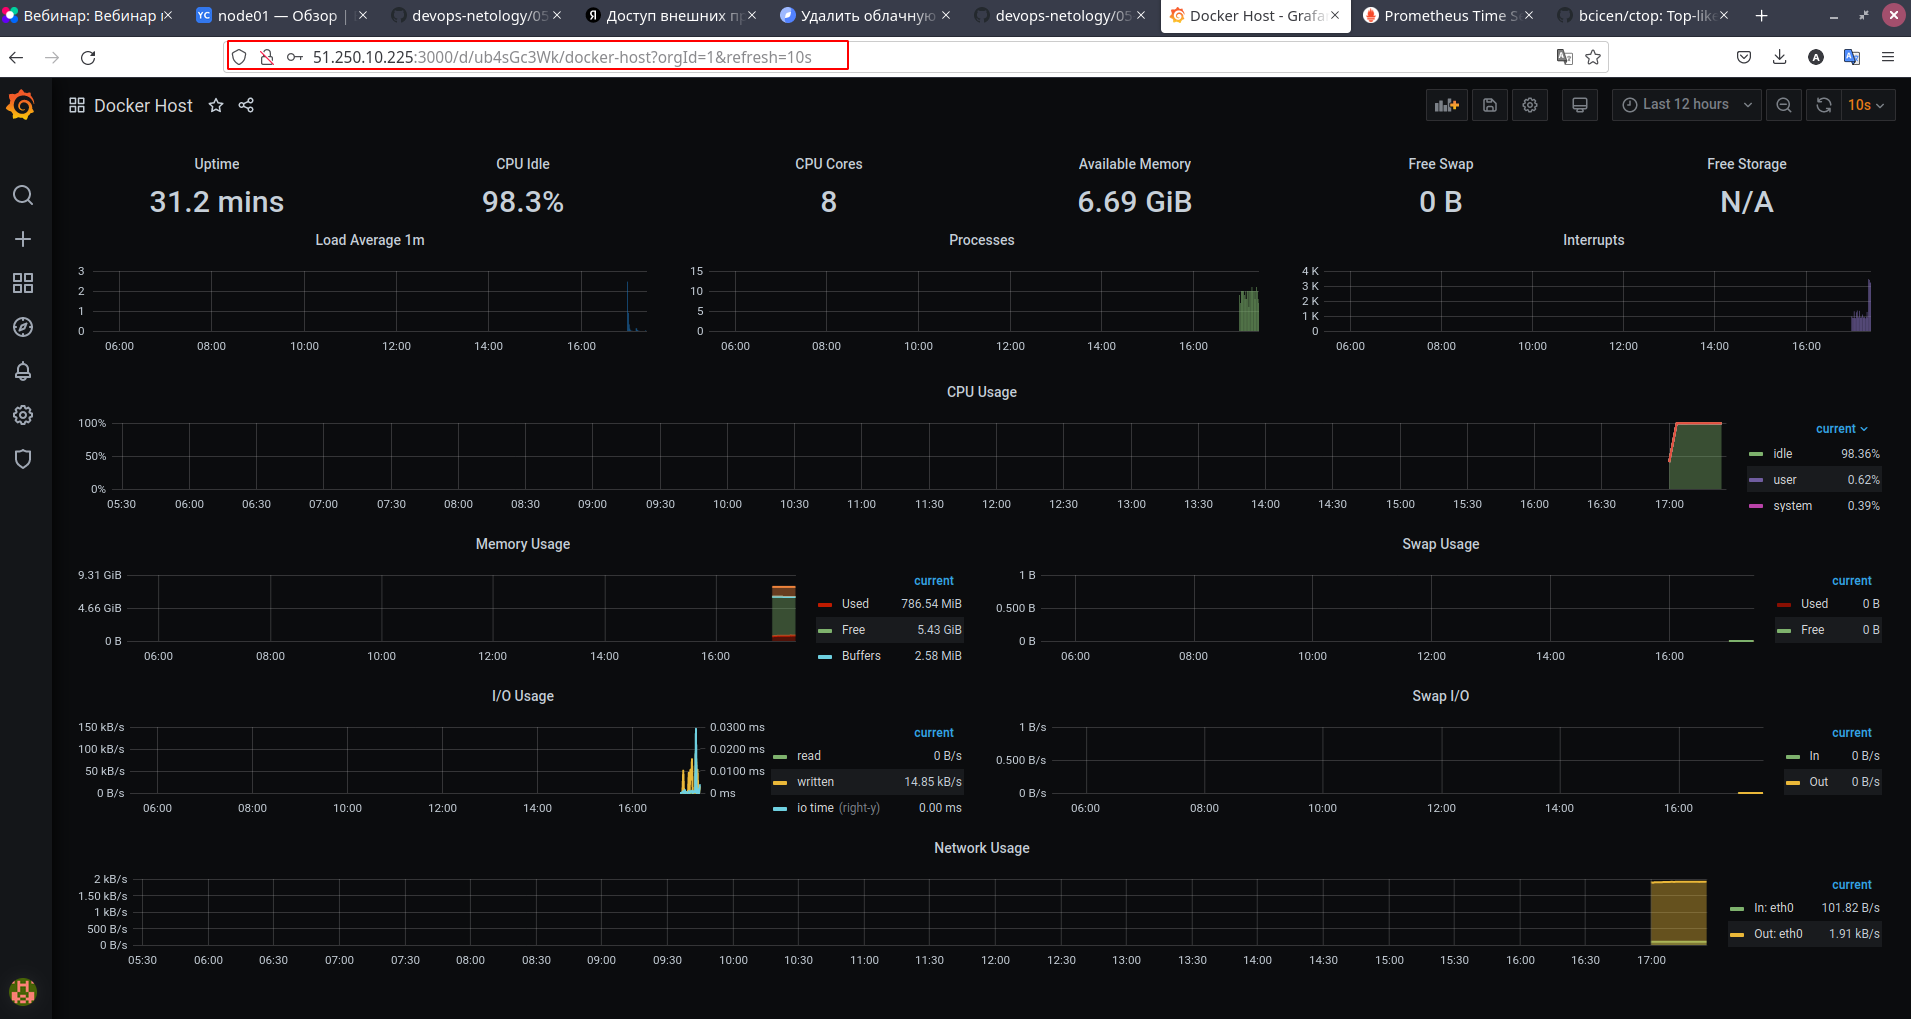 Вебинар: Вебинар
node01 — Обзор |
devops-netology/05
Доступ внешних
Удалить облачную
devops-netology/05
Docker Host - Grafa
Prometheus Time S
bcicen/ctop: Top-like
51.250.10.225:3000/d/ub4sGc3Wk/docker-host?orgId=1&refresh=10s
Docker Host
Last 12 hours
10s
Uptime CPU Idle CPU Cores Available Memory Free Swap Free Storage
31.2 mins 98.3% 8 6.69 GiB 0 B N/A
Load Average 1m
3
2
1
0
06:00 08:00 10:00 12:00 14:00 16:00
Processes
15
10
5
0
06:00 08:00 10:00 12:00 14:00 16:00
Interrupts
4 K
3 K
2 K
1 K
0
06:00 08:00 10:00 12:00 14:00 16:00
CPU Usage
100%
50%
0%
05:30 06:00 06:30 07:00 07:30 08:00 08:30 09:00 09:30 10:00 10:30 11:00 11:30 12:00 12:30 13:00 13:30 14:00 14:30 15:00 15:30 16:00 16:30 17:00
current
idle 98.36%
user 0.62%
system 0.39%
Memory Usage
9.31 GiB
4.66 GiB
0 B
06:00 08:00 10:00 12:00 14:00 16:00
current
Used 786.54 MiB
Free 5.43 GiB
Buffers 2.58 MiB
Swap Usage
1 B
0.500 B
0 B
06:00 08:00 10:00 12:00 14:00 16:00
current
Used 0 B
Free 0 B
I/O Usage
150 kB/s
100 kB/s
50 kB/s
0 B/s
0.0300 ms
0.0200 ms
0.0100 ms
0 ms
06:00 08:00 10:00 12:00 14:00 16:00
current
read 0 B/s
written 14.85 kB/s
io time (right-y) 0.00 ms
Swap I/O
1 B/s
0.500 B/s
0 B/s
06:00 08:00 10:00 12:00 14:00 16:00
current
In 0 B/s
Out 0 B/s
Network Usage
2 kB/s
1.50 kB/s
1 kB/s
500 B/s
0 B/s
05:30 06:00 06:30 07:00 07:30 08:00 08:30 09:00 09:30 10:00 10:30 11:00 11:30 12:00 12:30 13:00 13:30 14:00 14:30 15:00 15:30 16:00 16:30 17:00
current
In: eth0 101.82 B/s
Out: eth0 1.91 kB/s